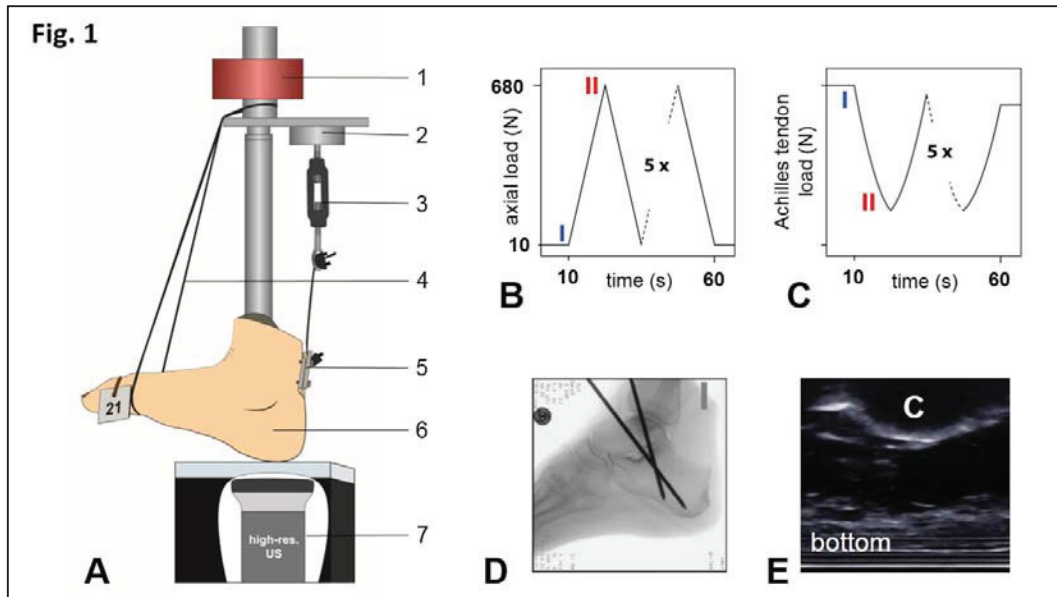 Fig. 1
1
2
3
4
5
6
7
21
high-res.
US
A
680
10
axial load (N)
I
II
5 x
10
time (s)
60
B
Achilles tendon
load (N)
I
II
5 x
10
time (s)
60
C
D
C
bottom
E